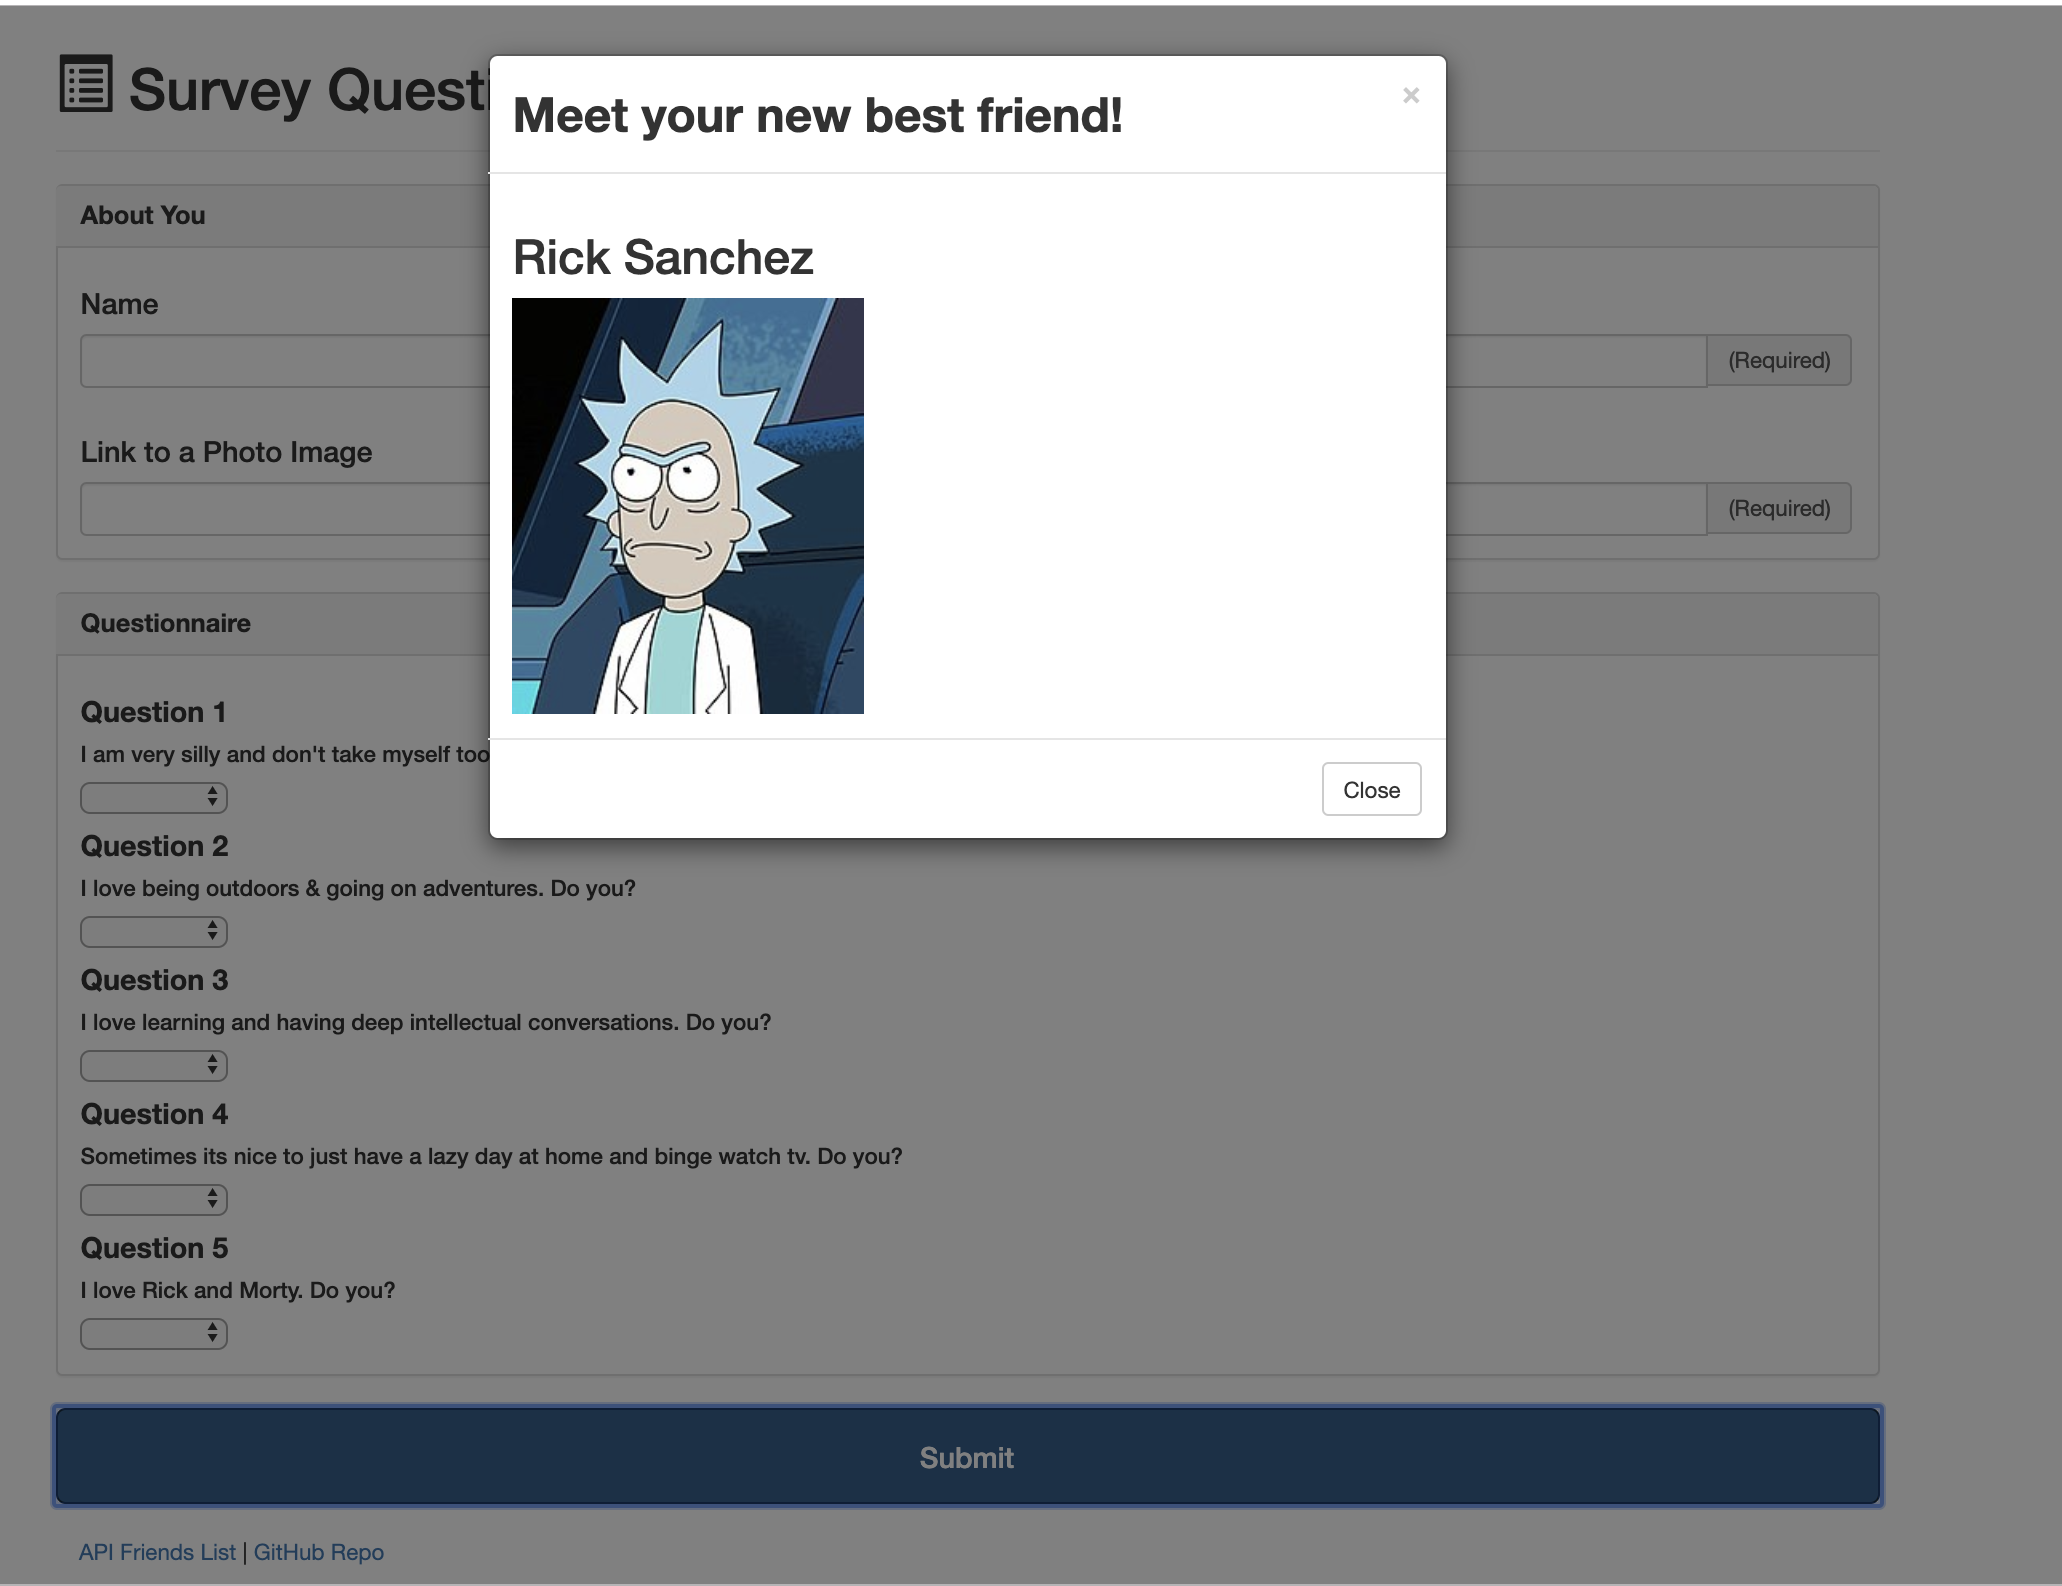 Survey Questi
Meet your new best friend!
×
About You
Rick Sanchez
Name
(Required)
Link to a Photo Image
(Required)
Questionnaire
Question 1
I am very silly and don't take myself too
Close
Question 2
I love being outdoors & going on adventures. Do you?
Question 3
I love learning and having deep intellectual conversations. Do you?
Question 4
Sometimes its nice to just have a lazy day at home and binge watch tv. Do you?
Question 5
I love Rick and Morty. Do you?
Submit
API Friends List | GitHub Repo